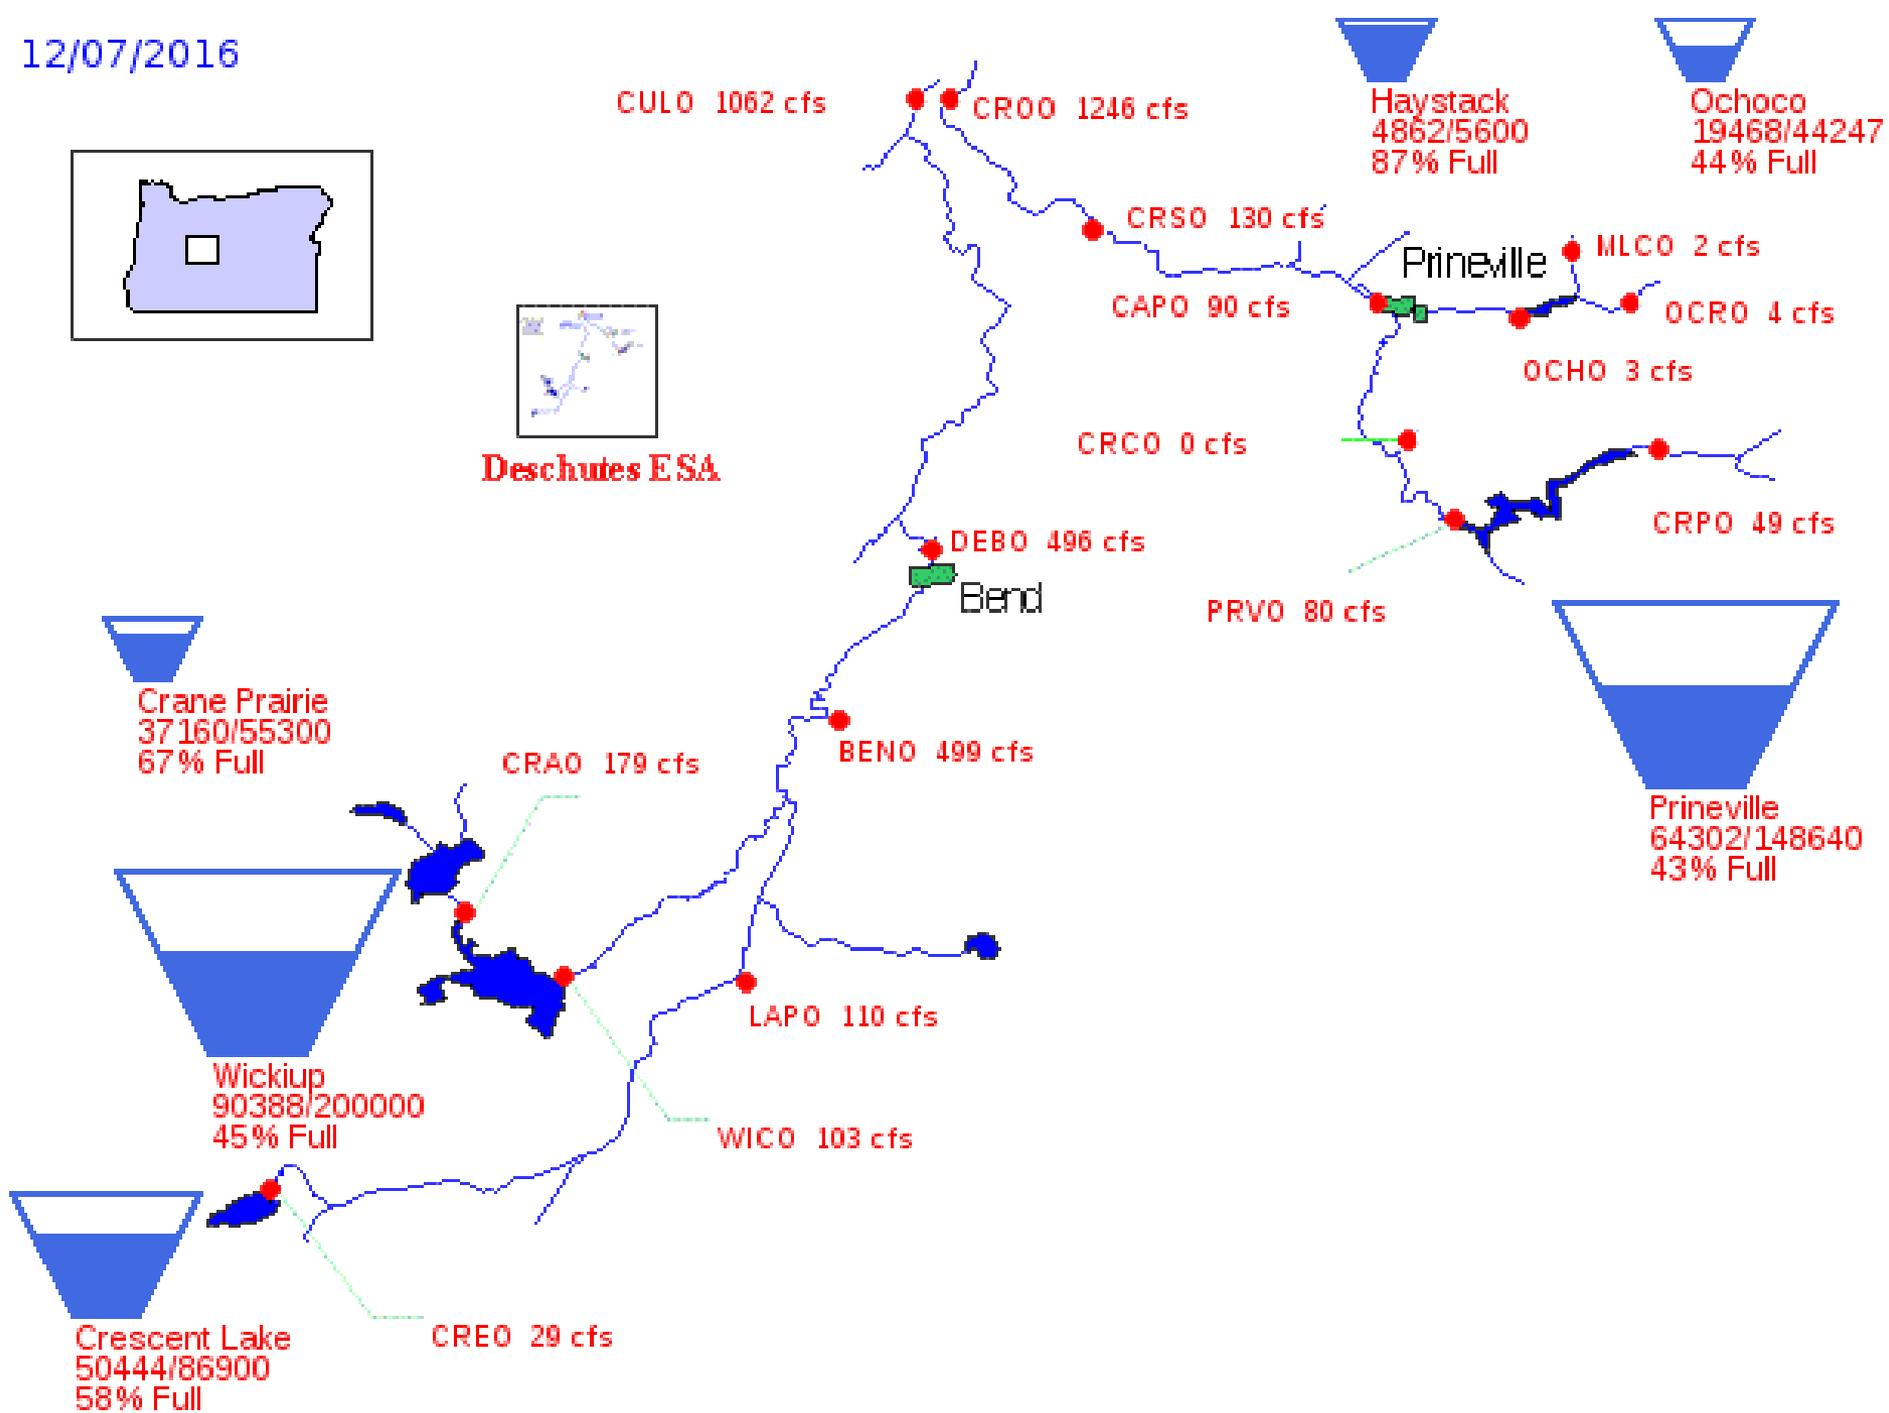 12/07/2016
CULO 1062 cfs
CROO 1246 cfs
Haystack
4862/5600
87% Full
Ochoco
19468/44247
44% Full
CRSO 130 cfs
Prineville
MLCO 2 cfs
CAPO 90 cfs
OCRO 4 cfs
OCHO 3 cfs
CRCO 0 cfs
Deschutes ESA
CRPO 49 cfs
DEBO 496 cfs
Bend
PRVO 80 cfs
Crane Prairie
37160/55300
67% Full
BENO 499 cfs
CRAO 179 cfs
Prineville
64302/148640
43% Full
LAPO 110 cfs
Wickiup
90388/200000
45% Full
WICO 103 cfs
CREO 29 cfs
Crescent Lake
50444/86900
58% Full